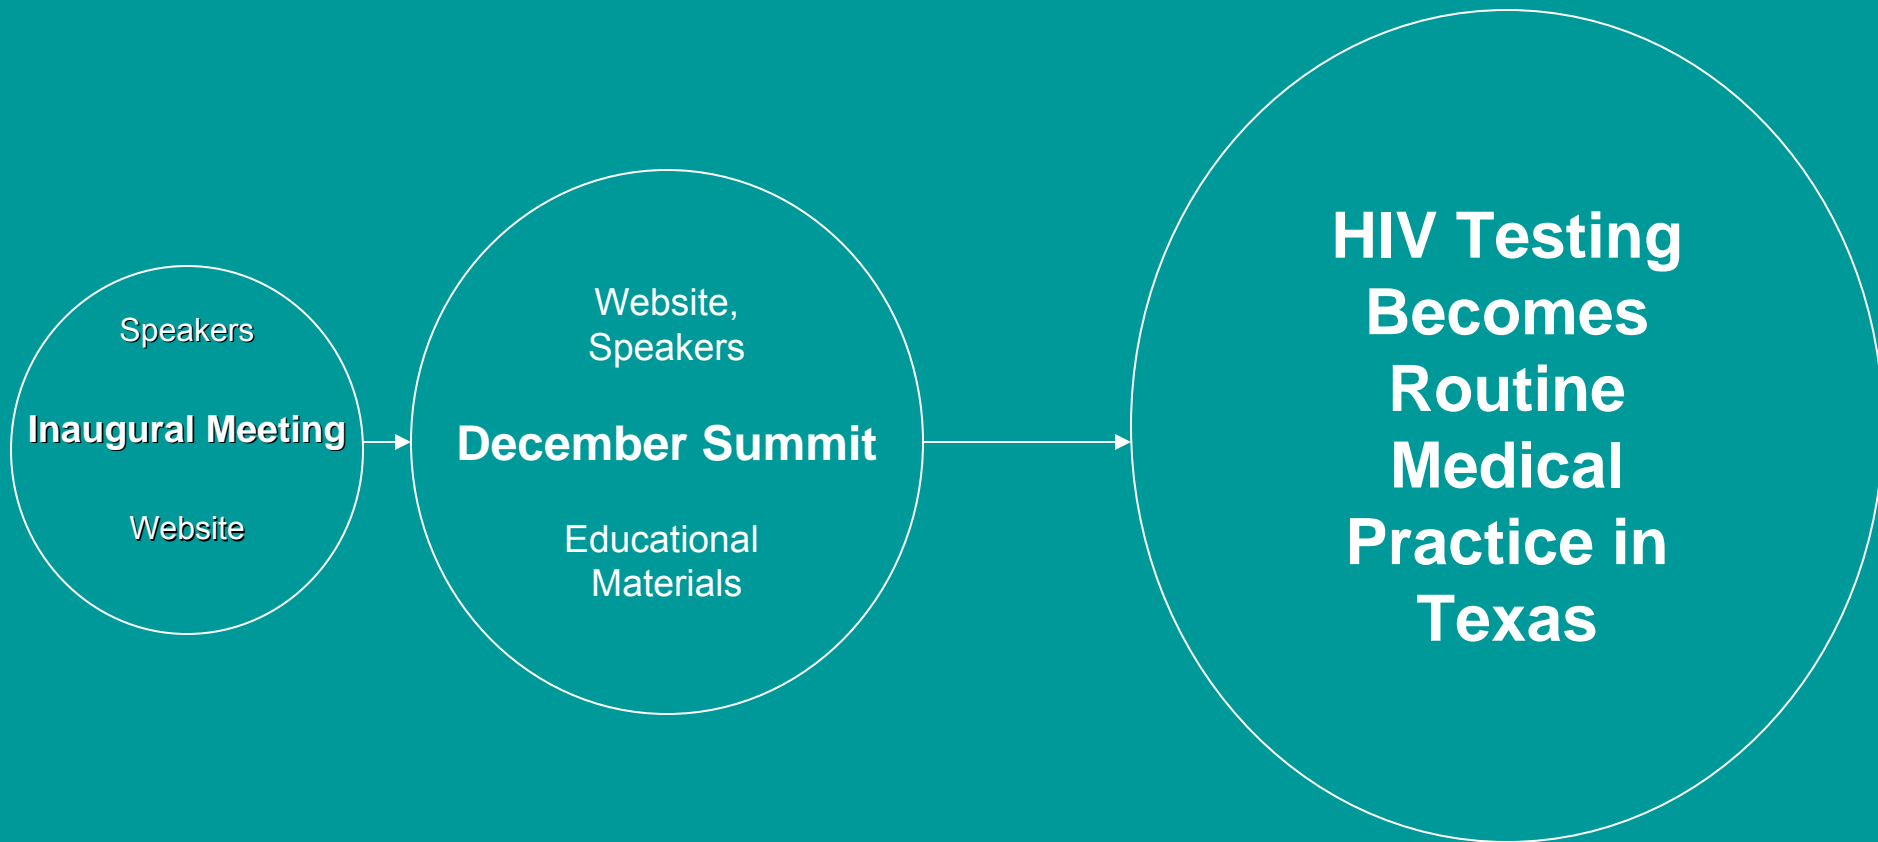 Speakers
Inaugural Meeting
Website
Website,
Speakers
December Summit
Educational
Materials
HIV Testing
Becomes
Routine
Medical
Practice in
Texas